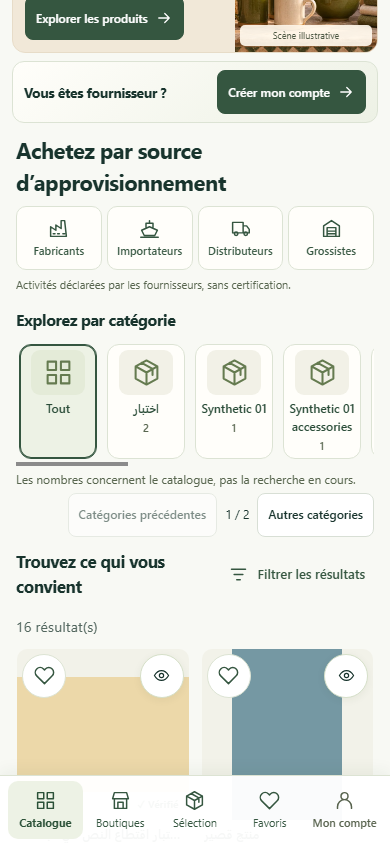 Explorer les produits
Scène illustrative
Vous êtes fournisseur ?
Créer mon compte
Achetez par source
d’approvisionnement
Fabricants
Importateurs
Distributeurs
Grossistes
Activités déclarées par les fournisseurs, sans certification.
Explorez par catégorie
Tout
اختبار
2
Synthetic 01
1
Synthetic 01
accessories
1
Les nombres concernent le catalogue, pas la recherche en cours.
Catégories précédentes
1 / 2
Autres catégories
Trouvez ce qui vous
convient
Filtrer les résultats
16 résultat(s)
Catalogue
Boutiques
Sélection
Favoris
Mon compte